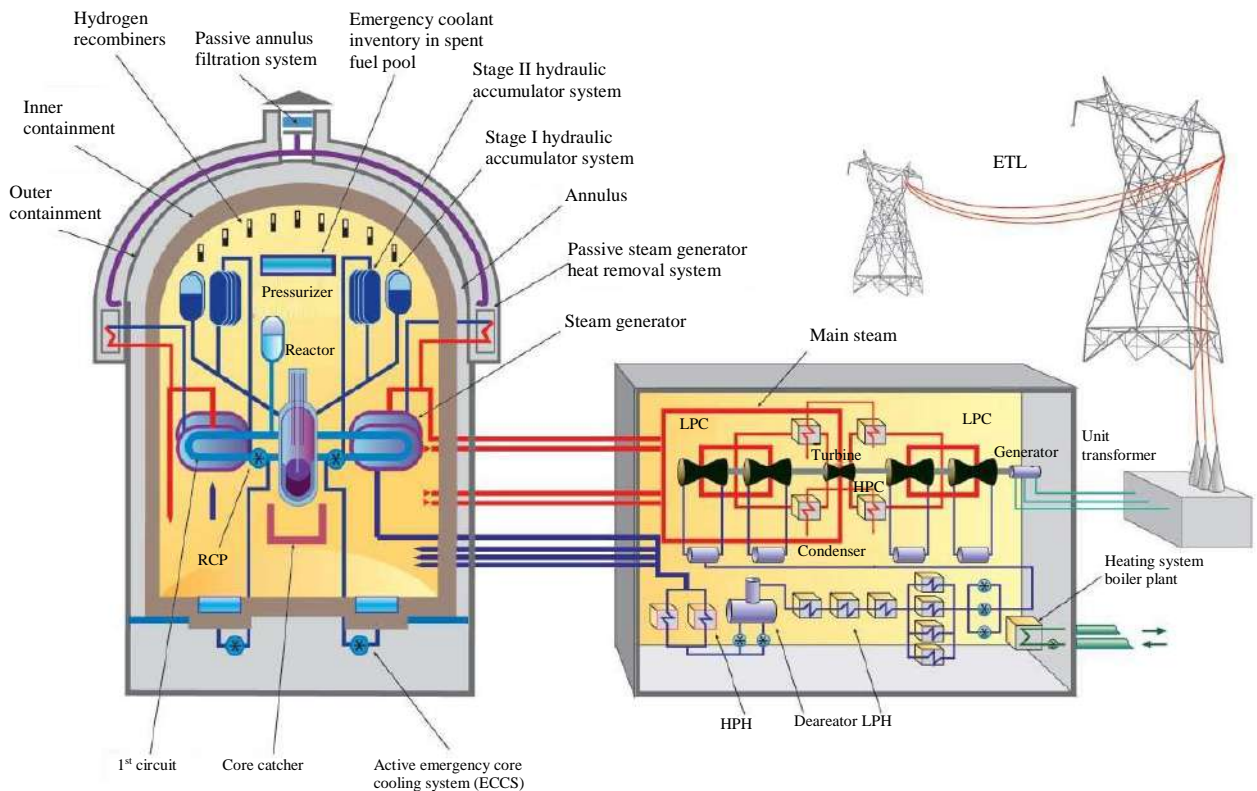 Hydrogen
recombiners
Passive annulus
filtration system
Emergency coolant
inventory in spent
fuel pool
Stage II hydraulic
accumulator system
Stage I hydraulic
accumulator system
Inner
containment
Outer
containment
Annulus
Passive steam generator
heat removal system
Steam generator
Pressurizer
Reactor
RCP
1st circuit
Core catcher
Active emergency core
cooling system (ECCS)
ETL
Main steam
LPC
LPC
Turbine
HPC
Generator
Unit
transformer
Condenser
Heating system
boiler plant
HPH
Deareator LPH